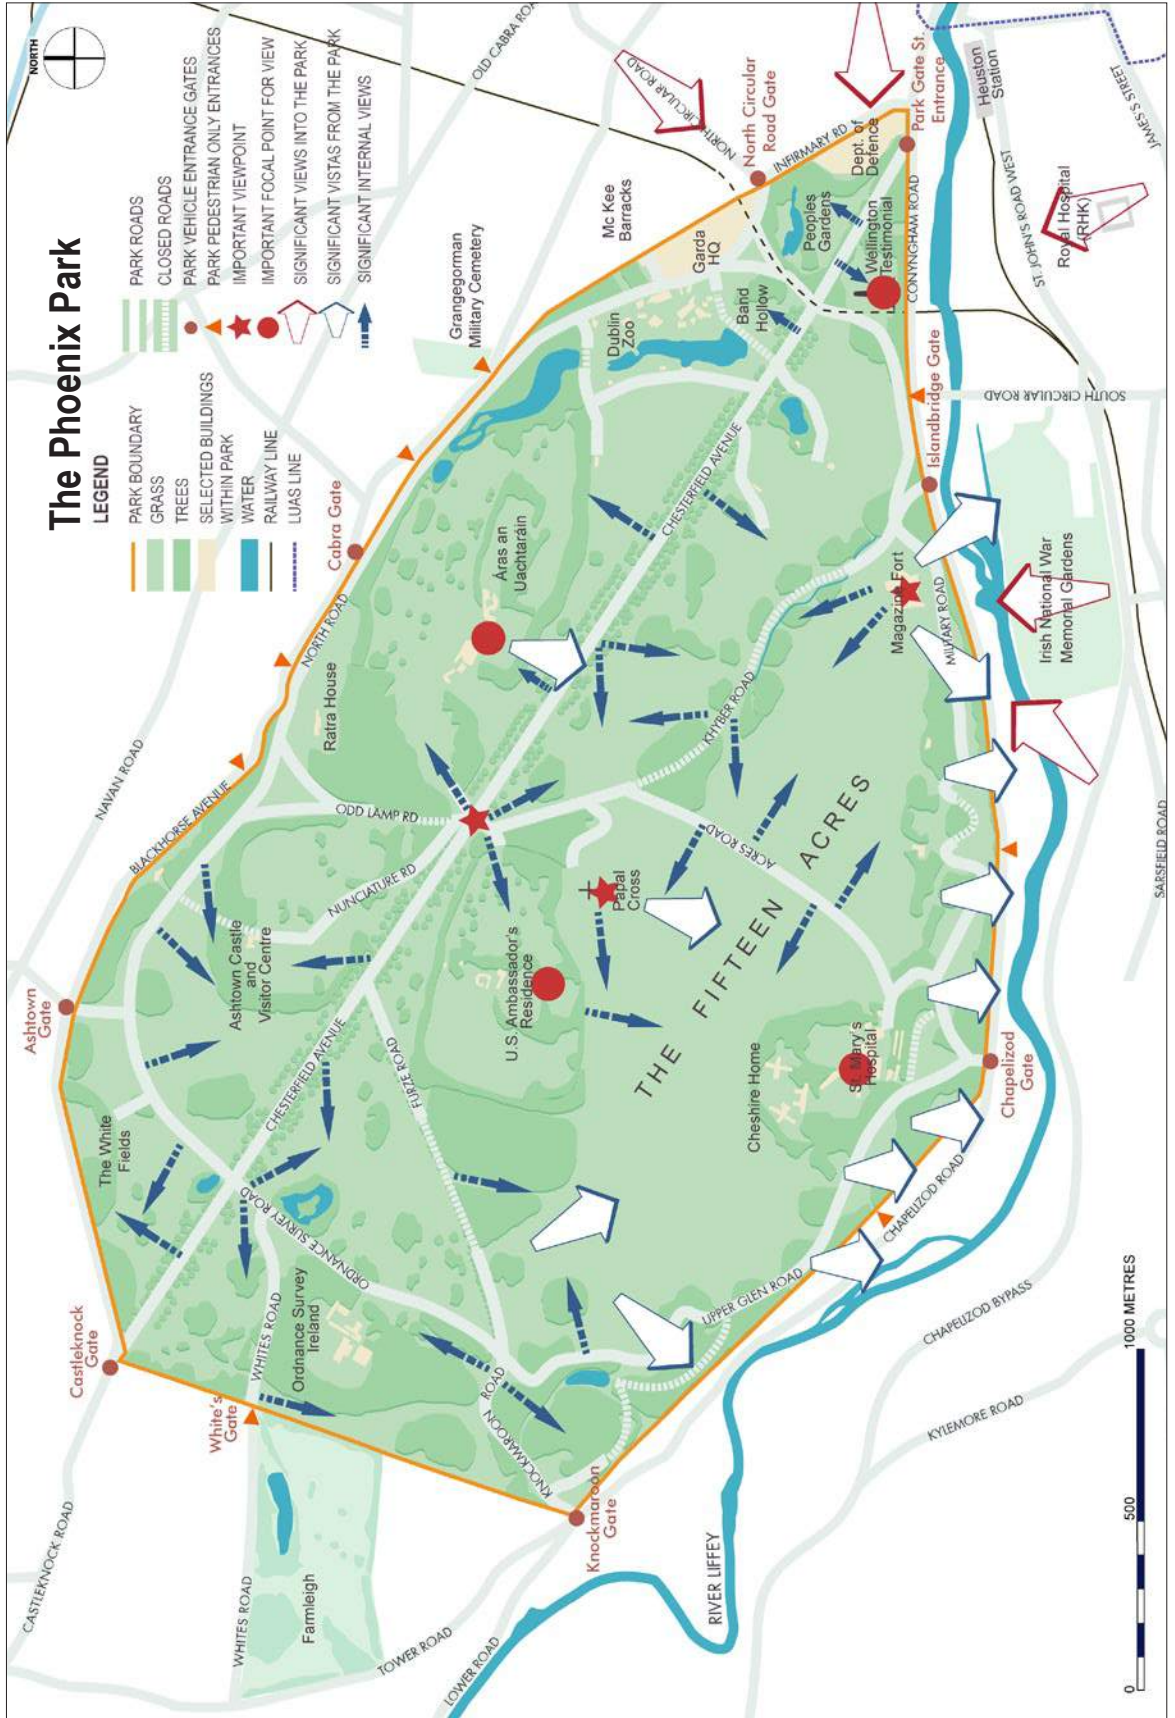 The Phoenix Park
LEGEND
PARK BOUNDARY
GRASS
TREES
SELECTED BUILDINGS
WITHIN PARK
WATER
RAILWAY LINE
LUAS LINE
PARK ROADS
CLOSED ROADS
PARK VEHICLE ENTRANCE GATES
PARK PEDESTRIAN ONLY ENTRANCES
IMPORTANT VIEWPOINT
IMPORTANT FOCAL POINT FOR VIEW
SIGNIFICANT VIEWS INTO THE PARK
SIGNIFICANT VISTAS FROM THE PARK
SIGNIFICANT INTERNAL VIEWS
NORTH
OLD CABRA ROAD
NORTH CIRCULAR ROAD
NORTH CIRCULAR ROAD
North Circular
Road Gate
INFIRMARY RD
Dept. of
Defence
Park Gate St.
Entrance
Heuston
Station
JAMES'S STREET
ST. JOHN'S ROAD WEST
Royal Hospital
(RHK)
CONYNGHAM ROAD
Wellington
Testimonial
Peoples
Gardens
Mc Kee
Barracks
Garda
HQ
Band
Hollow
Dublin
Zoo
Grangegorman
Military Cemetery
Islandbridge Gate
SOUTH CIRCULAR ROAD
Cabra Gate
CHESTERFIELD AVENUE
Áras an
Uachtaráin
NORTH ROAD
Ratra House
Magazine Fort
MILITARY ROAD
Irish National War
Memorial Gardens
KHYBER ROAD
NAVAN ROAD
BLACKHORSE AVENUE
ODD LAMP RD
NUNCIATURE RD
ACRES ROAD
THE FIFTEEN ACRES
Papal
Cross
SARSFIELD ROAD
Ashtown
Gate
Ashtown Castle
and
Visitor Centre
U.S. Ambassador's
Residence
CHESTERFIELD AVENUE
FURZE ROAD
Cheshire Home
St. Mary's
Hospital
Chapelizod
Gate
The White
Fields
ORDNANCE SURVEY ROAD
CHAPELIZOD ROAD
UPPER GLEN ROAD
CHAPELIZOD BYPASS
Castleknock
Gate
WHITES ROAD
Ordnance Survey
Ireland
White's
Gate
KNOCKMAROON ROAD
Knockmaroon
Gate
KYLEMORE ROAD
CASTLEKNOCK ROAD
WHITES ROAD
Farmleigh
TOWER ROAD
LOWER ROAD
RIVER LIFFEY
0
500
1000 METRES